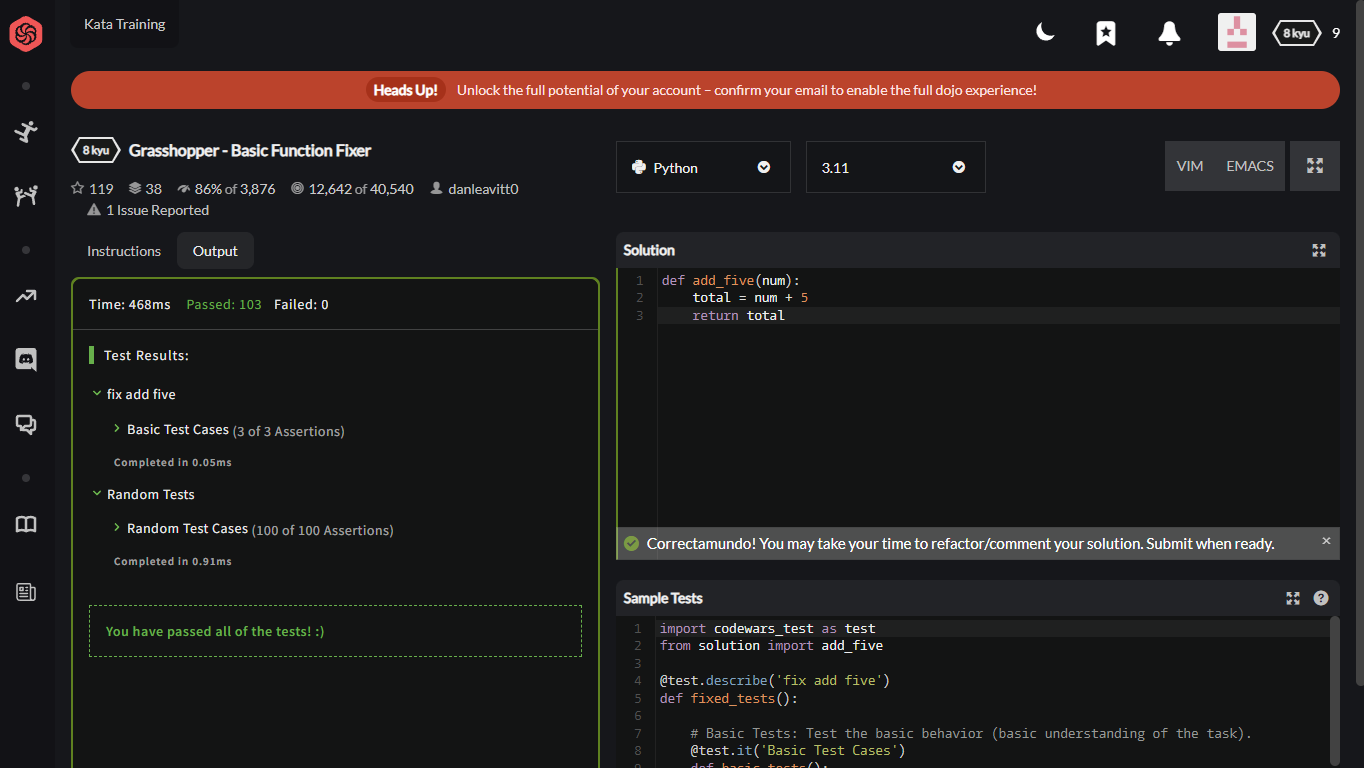 Kata Training
8 kyu
9
Heads Up! Unlock the full potential of your account – confirm your email to enable the full dojo experience!
8 kyu Grasshopper - Basic Function Fixer
119 38 86% of 3,876 12,642 of 40,540 danleavitt0
1 Issue Reported
Python
3.11
VIM EMACS
Instructions Output
Time: 468ms Passed: 103 Failed: 0
Test Results:
fix add five
Basic Test Cases (3 of 3 Assertions)
Completed in 0.05ms
Random Tests
Random Test Cases (100 of 100 Assertions)
Completed in 0.91ms
You have passed all of the tests! :)
Solution
1 def add_five(num):
2     total = num + 5
3     return total
Correctamundo! You may take your time to refactor/comment your solution. Submit when ready. ×
Sample Tests
?
1 import codewars_test as test
2 from solution import add_five
3
4 @test.describe('fix add five')
5 def fixed_tests():
6
7     # Basic Tests: Test the basic behavior (basic understanding of the task).
8     @test.it('Basic Test Cases')
9     def basic_tests():